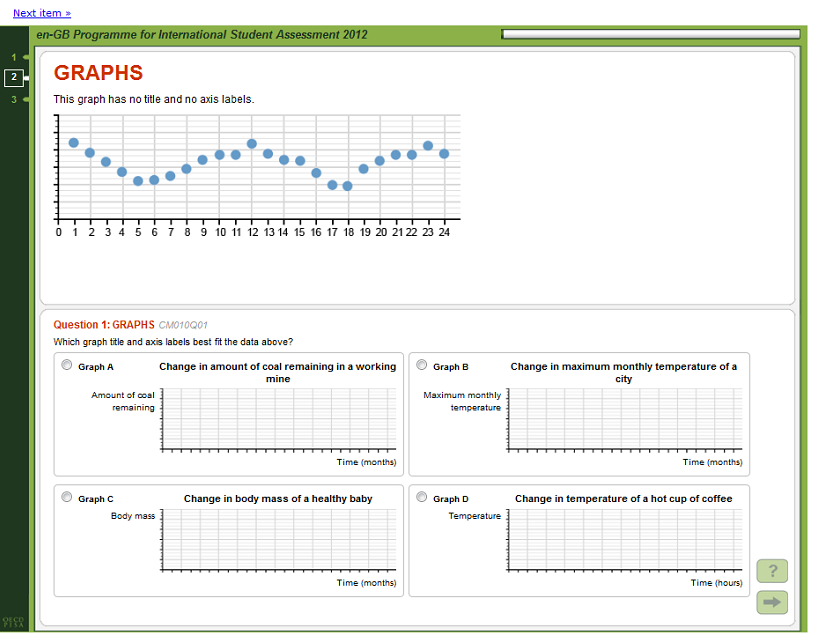 Next item »
en-GB Programme for International Student Assessment 2012
1
2
3
GRAPHS
This graph has no title and no axis labels.
0 1 2 3 4 5 6 7 8 9 10 11 12 13 14 15 16 17 18 19 20 21 22 23 24
Question 1: GRAPHS CM010Q01
Which graph title and axis labels best fit the data above?
Graph A
Change in amount of coal remaining in a working
mine
Amount of coal
remaining
Time (months)
Graph B
Change in maximum monthly temperature of a
city
Maximum monthly
temperature
Time (months)
Graph C
Change in body mass of a healthy baby
Body mass
Time (months)
Graph D
Change in temperature of a hot cup of coffee
Temperature
Time (hours)
?
OECD
PISA